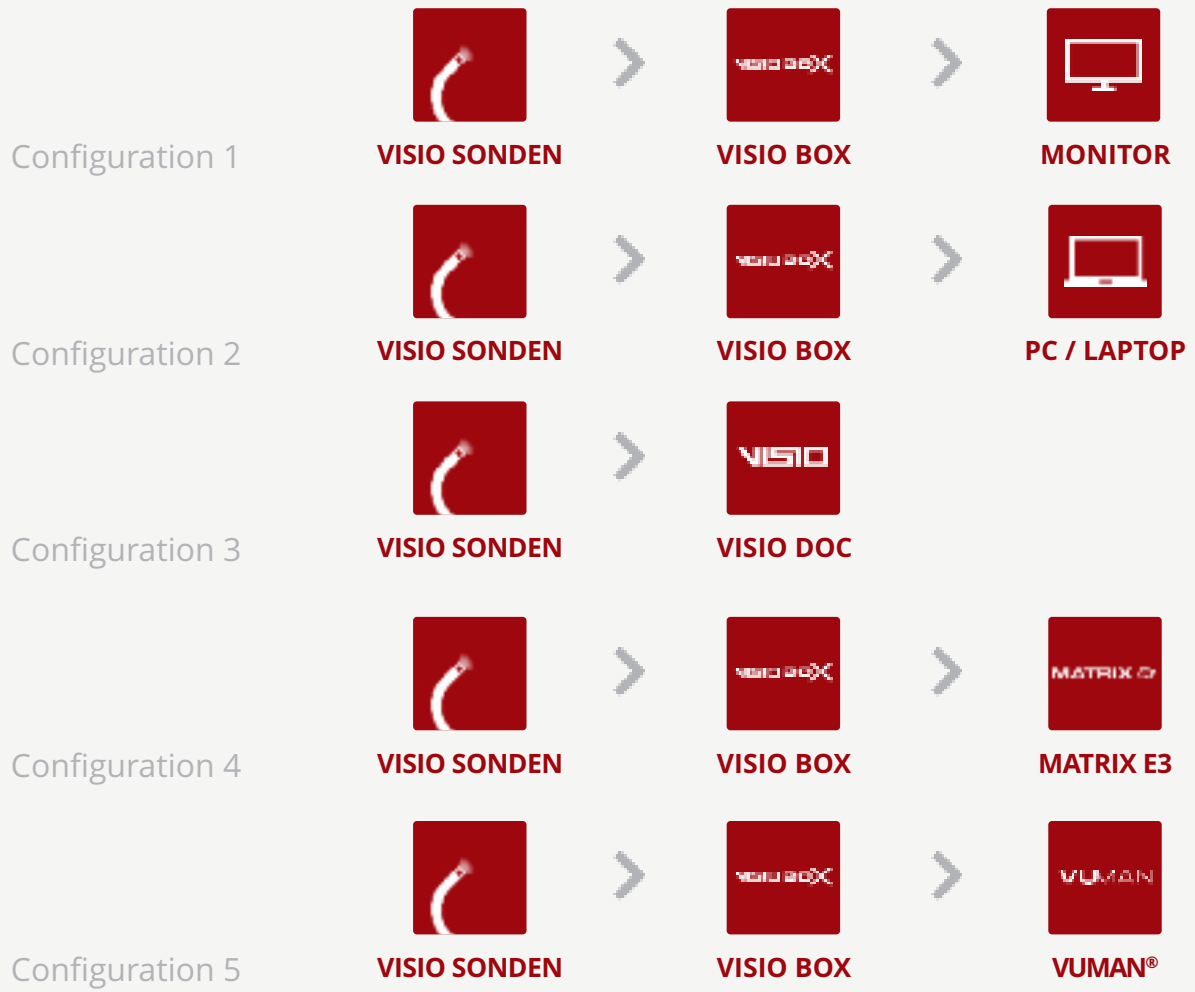 VISIO BOX
Configuration 1
VISIO SONDEN
VISIO BOX
MONITOR
VISIO BOX
Configuration 2
VISIO SONDEN
VISIO BOX
PC / LAPTOP
VISIO
Configuration 3
VISIO SONDEN
VISIO DOC
VISIO BOX MATRIX
Configuration 4
VISIO SONDEN
VISIO BOX
MATRIX E3
VISIO BOX VUMAN
Configuration 5
VISIO SONDEN
VISIO BOX
VUMAN®